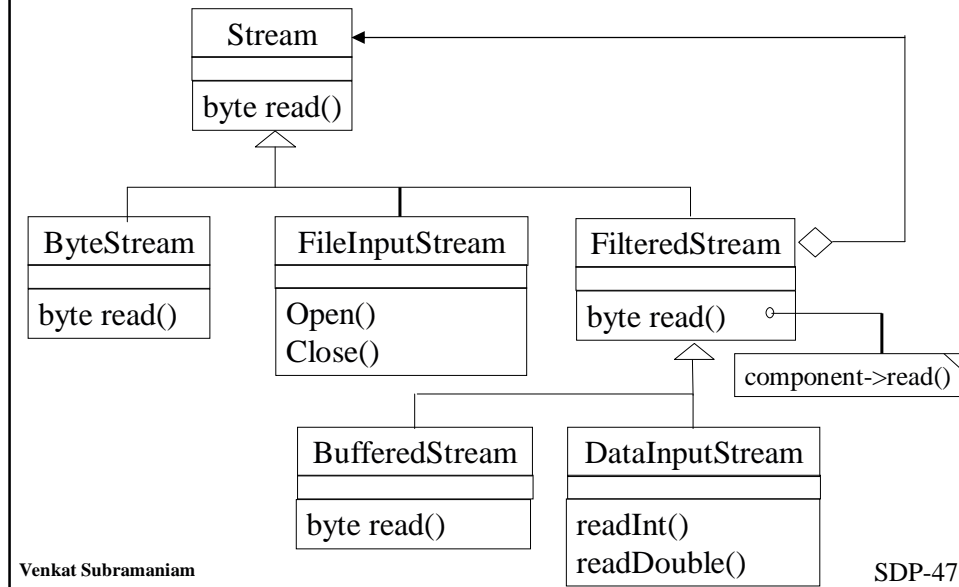 Stream
byte read()
ByteStream
byte read()
FileInputStream
Open()
Close()
FilteredStream
byte read()
component->read()
BufferedStream
byte read()
DataInputStream
readInt()
readDouble()
Venkat Subramaniam
SDP-47